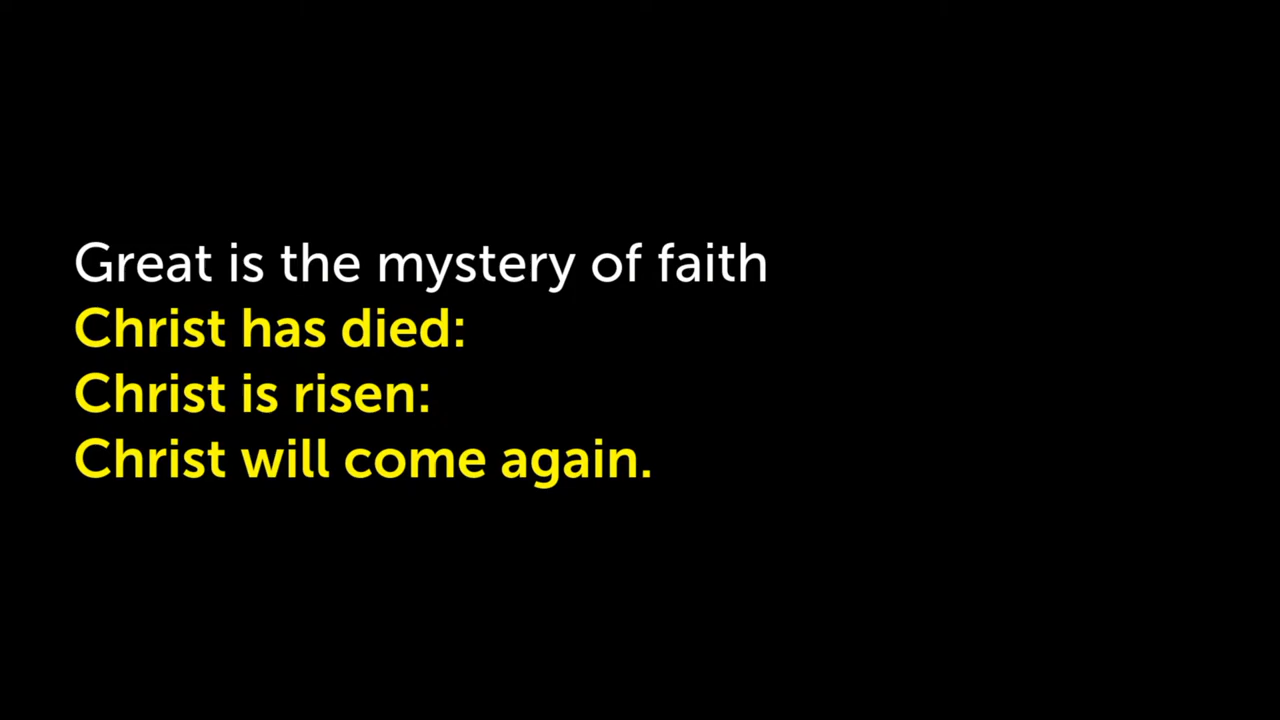 Great is the mystery of faith
Christ has died:
Christ is risen:
Christ will come again.